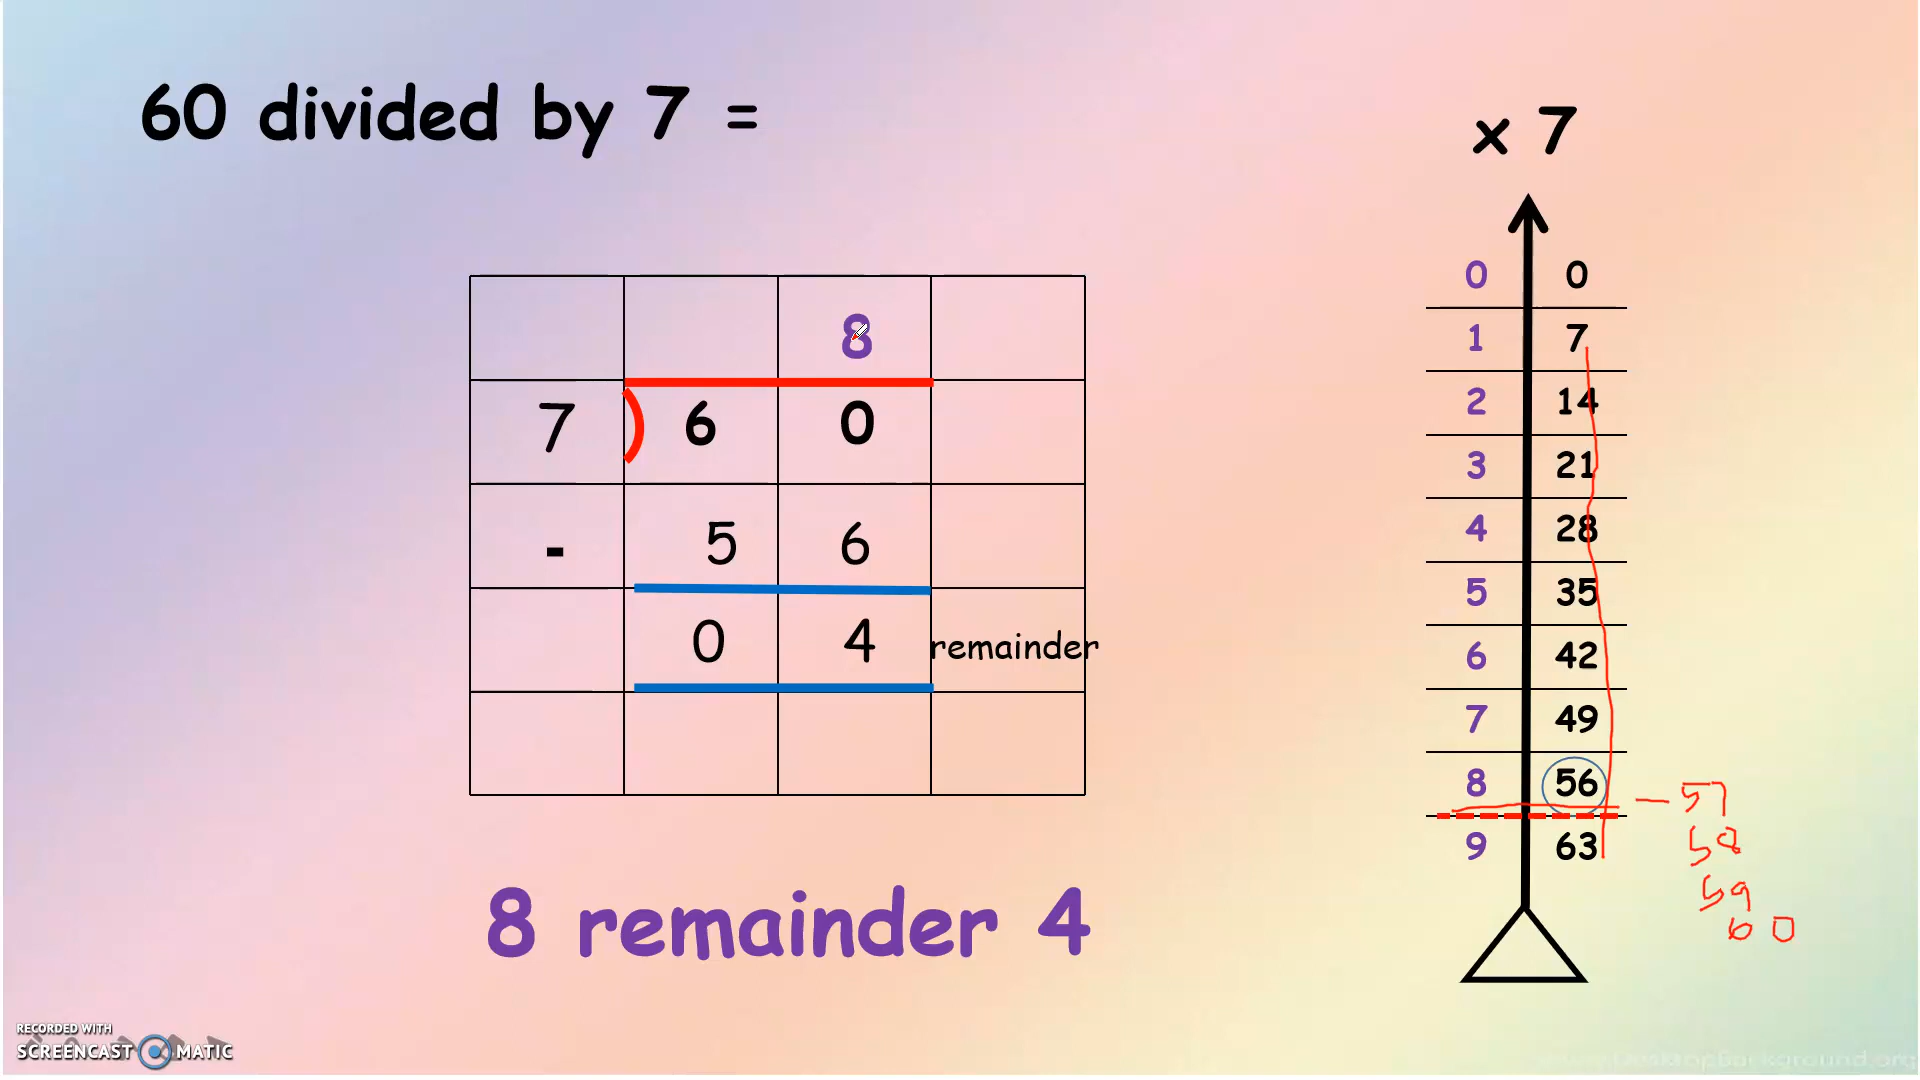 60 divided by 7 =
x 7
8
7 6 0
- 5 6
0 4 remainder
8 remainder 4
0 0
1 7
2 14
3 21
4 28
5 35
6 42
7 49
8 56
9 63
— 57
58
59
60
RECORDED WITH
SCREENCAST MATIC